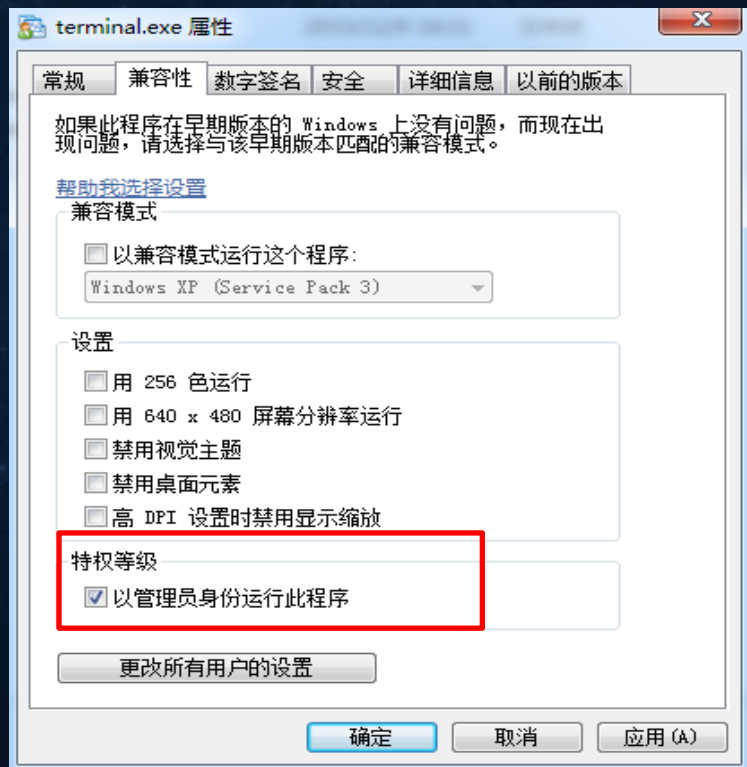 terminal.exe 属性
常规 兼容性 数字签名 安全 详细信息 以前的版本
如果此程序在早期版本的 Windows 上没有问题，而现在出
现问题，请选择与该早期版本匹配的兼容模式。
帮助我选择设置
兼容模式
以兼容模式运行这个程序:
Windows XP (Service Pack 3)
设置
用 256 色运行
用 640 x 480 屏幕分辨率运行
禁用视觉主题
禁用桌面元素
高 DPI 设置时禁用显示缩放
特权等级
以管理员身份运行此程序
更改所有用户的设置
确定 取消 应用(A)